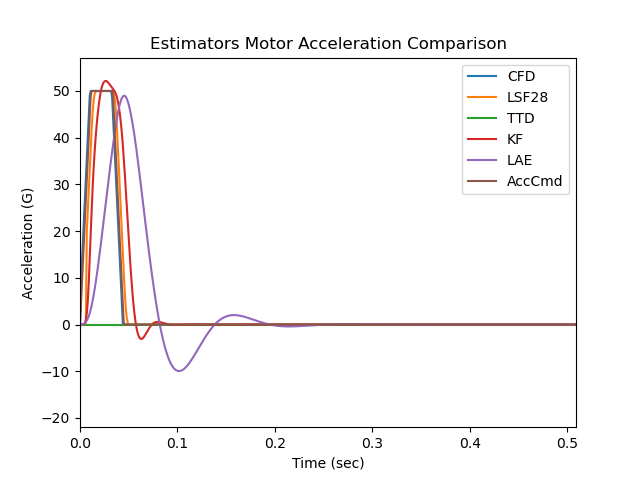 Estimators Motor Acceleration Comparison
CFD
LSF28
TTD
KF
LAE
AccCmd
Acceleration (G)
50
40
30
20
10
0
−10
−20
0.0 0.1 0.2 0.3 0.4 0.5
Time (sec)